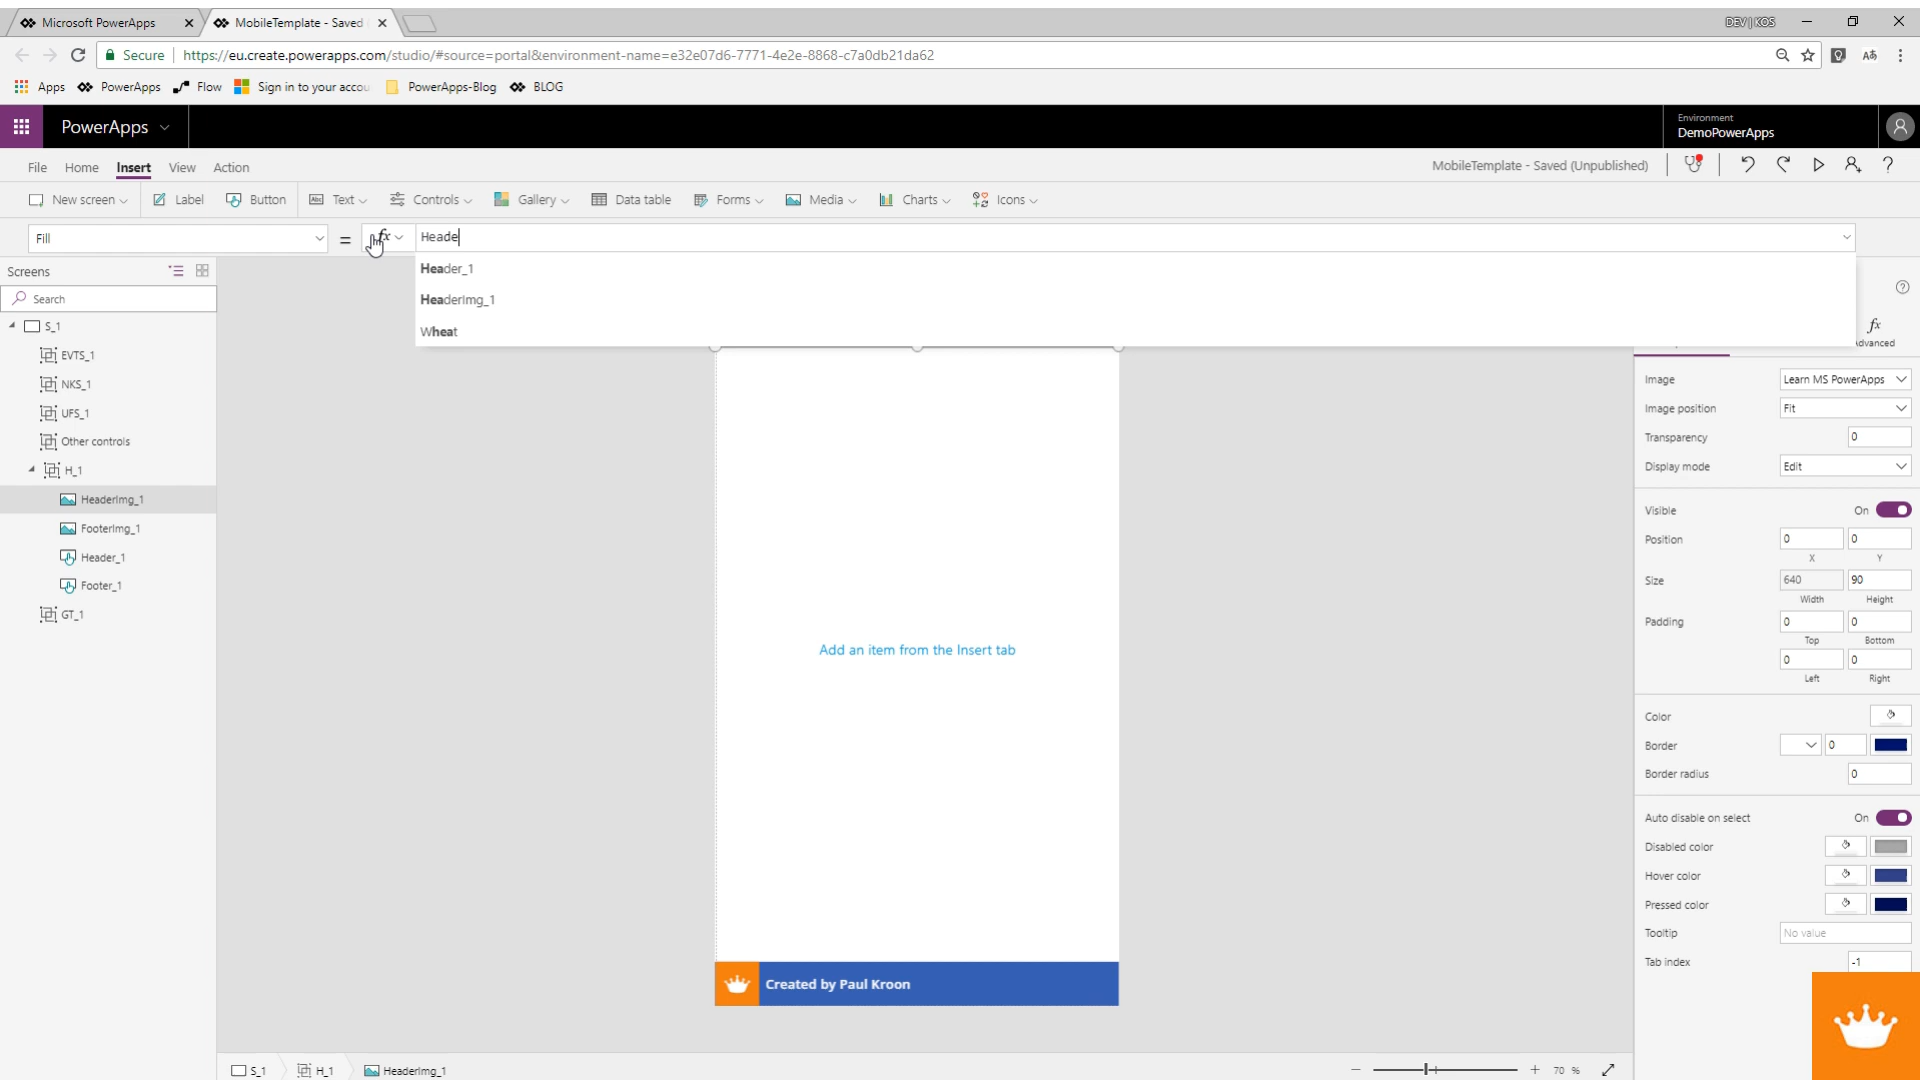 Microsoft PowerApps
MobileTemplate - Saved
DEV | KOS
Secure
https://eu.create.powerapps.com/studio/#source=portal&environment-name=e32e07d6-7771-4e2e-8868-c7a0db21da62
Apps
PowerApps
Flow
Sign in to your accou
PowerApps-Blog
BLOG
PowerApps
Environment
DemoPowerApps
File
Home
Insert
View
Action
MobileTemplate - Saved (Unpublished)
New screen
Label
Button
Text
Controls
Gallery
Data table
Forms
Media
Charts
Icons
Fill
=
fx
Heade
Header_1
HeaderImg_1
Wheat
Screens
Search
S_1
EVTS_1
NKS_1
UFS_1
Other controls
H_1
HeaderImg_1
FooterImg_1
Header_1
Footer_1
GT_1
Add an item from the Insert tab
Created by Paul Kroon
fx
dvanced
Image
Learn MS PowerApps
Image position
Fit
Transparency
0
Display mode
Edit
Visible
On
Position
0
0
X
Y
Size
640
90
Width
Height
Padding
0
0
Top
Bottom
0
0
Left
Right
Color
Border
0
Border radius
0
Auto disable on select
On
Disabled color
Hover color
Pressed color
Tooltip
No value
Tab index
-1
S_1
H_1
HeaderImg_1
70 %